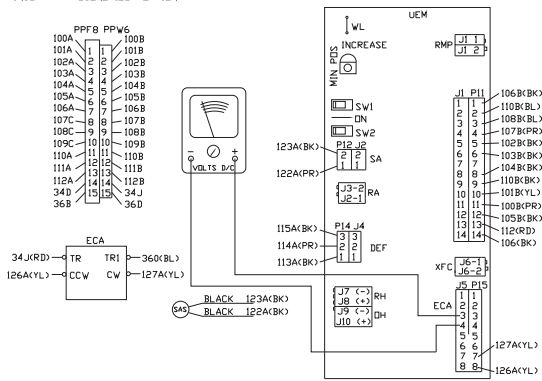 PPF8 PPW6
100A 1 1 100B
101A 2 2 101B
102A 3 3 102B
103A 4 4 103B
104A 5 5 104B
105A 6 6 105B
106A 7 7 106B
107C 8 8 107B
108C 9 9 108B
109C 10 10 109B
110A 11 11 110B
111A 12 12 111B
112A 13 13 112B
34D 14 14 34J
36B 15 15 36D
ECA
34J(RD) TR TR1 360(BL)
126A(YL) CCW CW 127A(YL)
- +
VOLTS D/C
SAS
BLACK 123A(BK)
BLACK 122A(BK)
UEM
WL
INCREASE
MIN POS
RMP
J1 1
J1 2
SW1
ON
SW2
P12 J2
123A(BK) 2 2
122A(PR) 1 1
SA
J3-2
J2-1
RA
P14 J4
115A(BK) 3 3
114A(PR) 2 2
113A(BK) 1 1
DEF
J7 (-)
J8 (+)
RH
J9 (-)
J10 (+)
OH
J1 P11
1 1 106B(BK)
2 2 110B(BL)
3 3 108B(BL)
4 4 107B(PR)
5 5 102B(BK)
6 6 103B(BK)
7 7 104B(BK)
8 8
9 9 110B(BK)
10 10 101B(YL)
11 11 100B(PR)
12 12 105B(BK)
13 13 112(RD)
14 14 106(BK)
XFC
J6-1
J6-2
ECA
J5 P15
1 1
2 2
3 3
4 4
5 5
6 6
7 7 127A(YL)
8 8 126A(YL)